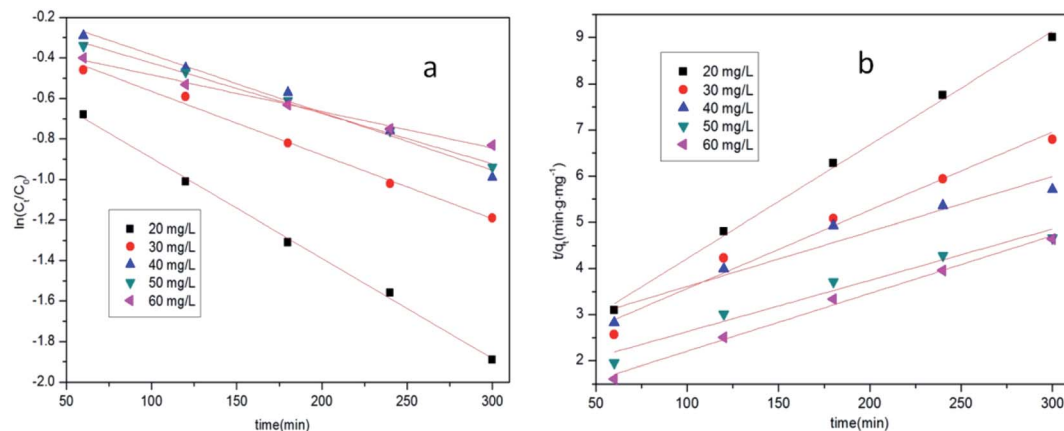 -0.2
-0.4
-0.6
-0.8
-1.0
-1.2
-1.4
-1.6
-1.8
-2.0
ln(Cₜ/C₀)
a
20 mg/L
30 mg/L
40 mg/L
50 mg/L
60 mg/L
50 100 150 200 250 300
time(min)
9
8
7
6
5
4
3
2
t/qₜ(min·g·mg⁻¹)
b
20 mg/L
30 mg/L
40 mg/L
50 mg/L
60 mg/L
50 100 150 200 250 300
time(min)